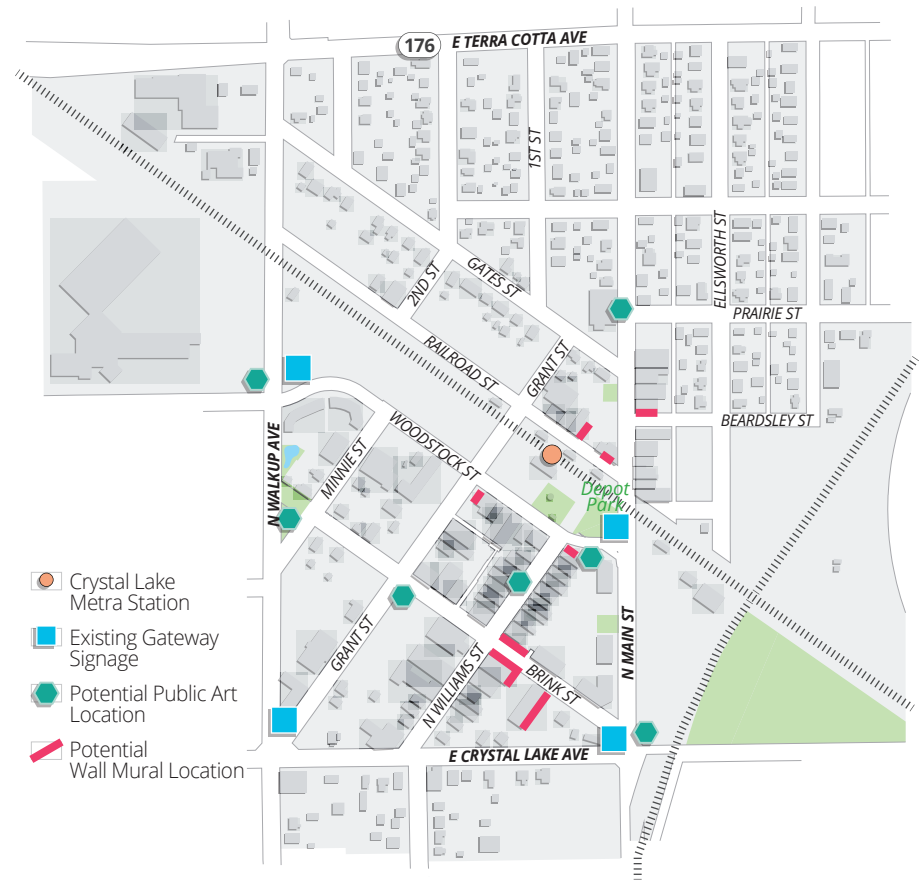 E TERRA COTTA AVE
176
1ST ST
ELLSWORTH ST
GATES ST
2ND ST
PRAIRIE ST
RAILROAD ST
GRANT ST
BEARDSLEY ST
WOODSTOCK ST
N WALKUP AVE
MINNIE ST
Depot
Park
GRANT ST
N WILLIAMS ST
BRINK ST
N MAIN ST
E CRYSTAL LAKE AVE
Crystal Lake
Metra Station
Existing Gateway
Signage
Potential Public Art
Location
Potential
Wall Mural Location